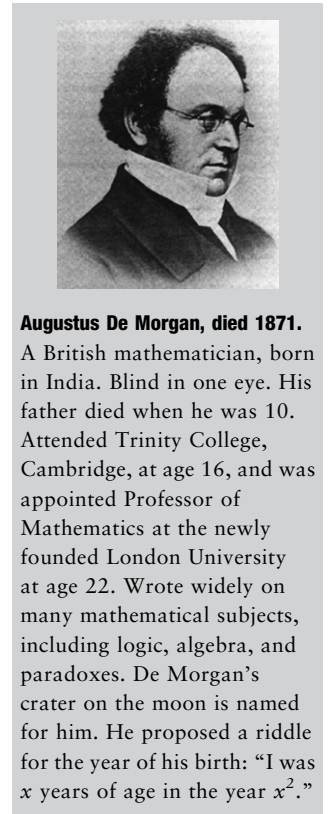 Augustus De Morgan, died 1871.
A British mathematician, born
in India. Blind in one eye. His
father died when he was 10.
Attended Trinity College,
Cambridge, at age 16, and was
appointed Professor of
Mathematics at the newly
founded London University
at age 22. Wrote widely on
many mathematical subjects,
including logic, algebra, and
paradoxes. De Morgan’s
crater on the moon is named
for him. He proposed a riddle
for the year of his birth: “I was
x years of age in the year x².”